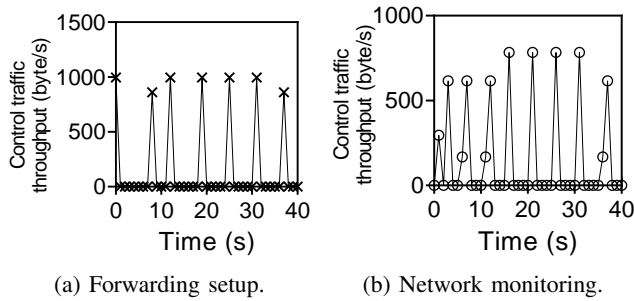 Control traffic
throughput (byte/s)
1500
1000
500
0
0 10 20 30 40
Time (s)
(a) Forwarding setup.
Control traffic
throughput (byte/s)
1000
500
0
0 10 20 30 40
Time (s)
(b) Network monitoring.